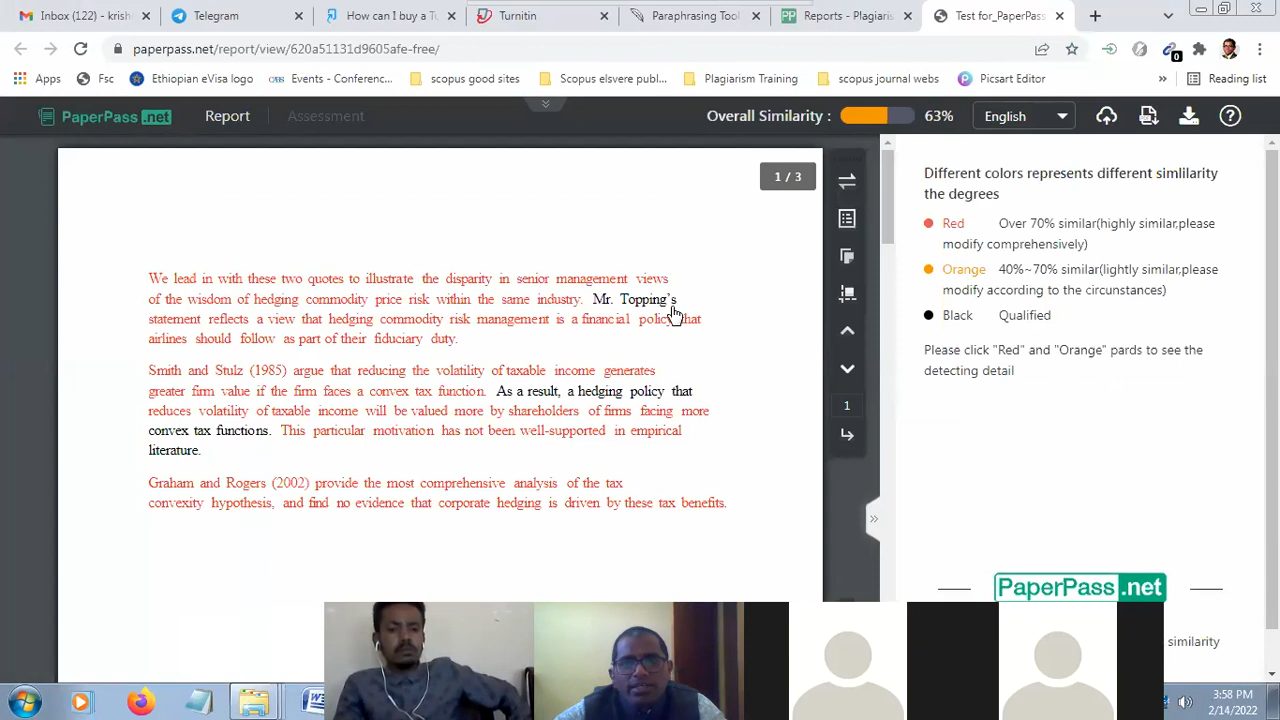 Inbox (122) - krish
Telegram
How can I buy a Tu
Turnitin
Paraphrasing Tool
Reports - Plagiaris
Test for_PaperPass
paperpass.net/report/view/620a51131d9605afe-free/
0
Apps
Fsc
Ethiopian eVisa logo
Events - Conferenc...
scopus good sites
Scopus elsvere publ...
Plagiarism Training
scopus journal webs
Picsart Editor
»
Reading list
PaperPass .net
Report
Assessment
Overall Similarity :
63%
English
1 / 3
We lead in with these two quotes to illustrate the disparity in senior management views
of the wisdom of hedging commodity price risk within the same industry. Mr. Topping's
statement reflects a view that hedging commodity risk management is a financial policy that
airlines should follow as part of their fiduciary duty.
Smith and Stulz (1985) argue that reducing the volatility of taxable income generates
greater firm value if the firm faces a convex tax function. As a result, a hedging policy that
reduces volatility of taxable income will be valued more by shareholders of firms facing more
convex tax functions. This particular motivation has not been well-supported in empirical
literature.
Graham and Rogers (2002) provide the most comprehensive analysis of the tax
convexity hypothesis, and find no evidence that corporate hedging is driven by these tax benefits.
1
Different colors represents different simlilarity
the degrees
Red Over 70% similar(highly similar,please
modify comprehensively)
Orange 40%~70% similar(lightly similar,please
modify according to the circumstances)
Black Qualified
Please click "Red" and "Orange" pards to see the
detecting detail
PaperPass .net
similarity
3:58 PM
2/14/2022